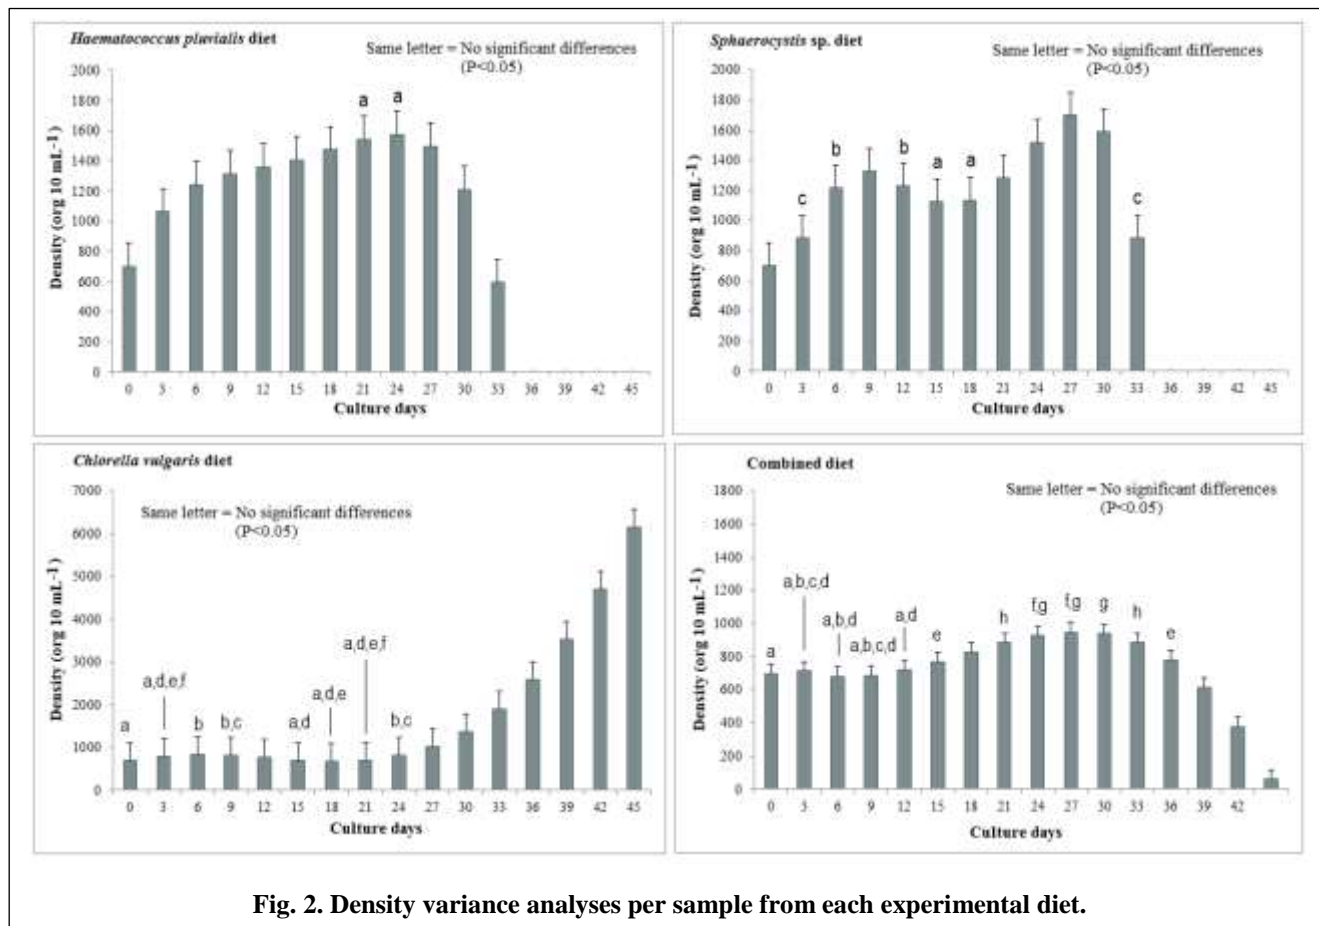 Haematococcus pluvialis diet
Same letter = No significant differences
(P<0.05)
Density (org 10 mL-1)
2000
1800
1600
1400
1200
1000
800
600
400
200
0
a a
0 3 6 9 12 15 18 21 24 27 30 33 36 39 42 45
Culture days
Sphaerocystis sp. diet
Same letter = No significant differences
(P<0.05)
Density (org 10 mL-1)
2000
1800
1600
1400
1200
1000
800
600
400
200
0
c b b a a c
0 3 6 9 12 15 18 21 24 27 30 33 36 39 42 45
Culture days
Chlorella vulgaris diet
Same letter = No significant differences
(P<0.05)
Density (org 10 mL-1)
7000
6000
5000
4000
3000
2000
1000
0
a a,d,e,f b b,c a,d a,d,e a,d,e,f b,c
0 3 6 9 12 15 18 21 24 27 30 33 36 39 42 45
Culture days
Combined diet
Same letter = No significant differences
(P<0.05)
Density (org 10 mL-1)
1800
1600
1400
1200
1000
800
600
400
200
0
a a,b,c,d a,b,d a,b,c,d a,d e h f,g f,g g h e
0 3 6 9 12 15 18 21 24 27 30 33 36 39 42
Culture days
Fig. 2. Density variance analyses per sample from each experimental diet.